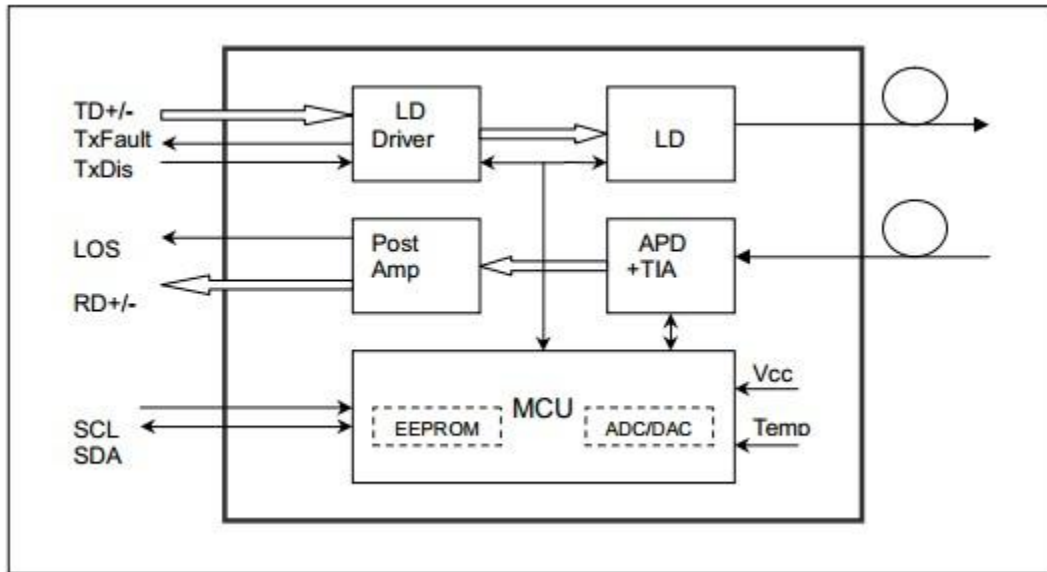 TD+/-
TxFault
TxDis
LD
Driver
LD
LOS
RD+/-
Post
Amp
APD
+TIA
MCU
EEPROM
ADC/DAC
Vcc
Temp
SCL
SDA